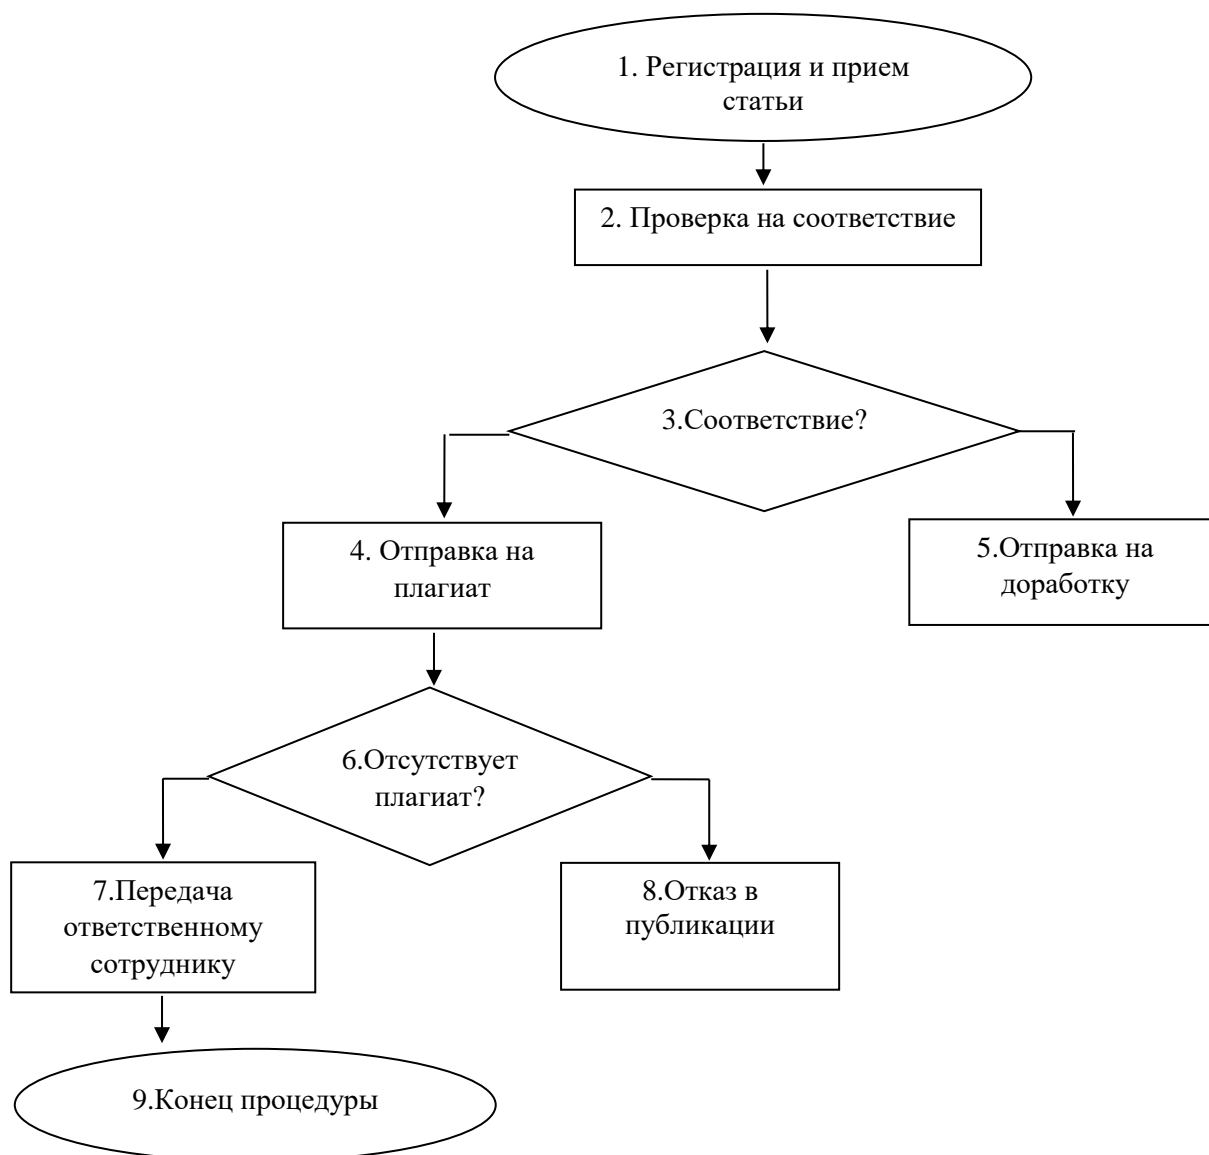 1. Регистрация и прием
статьи
2. Проверка на соответствие
3.Соответствие?
4. Отправка на
плагиат
5.Отправка на
доработку
6.Отсутствует
плагиат?
7.Передача
ответственному
сотруднику
8.Отказ в
публикации
9.Конец процедуры